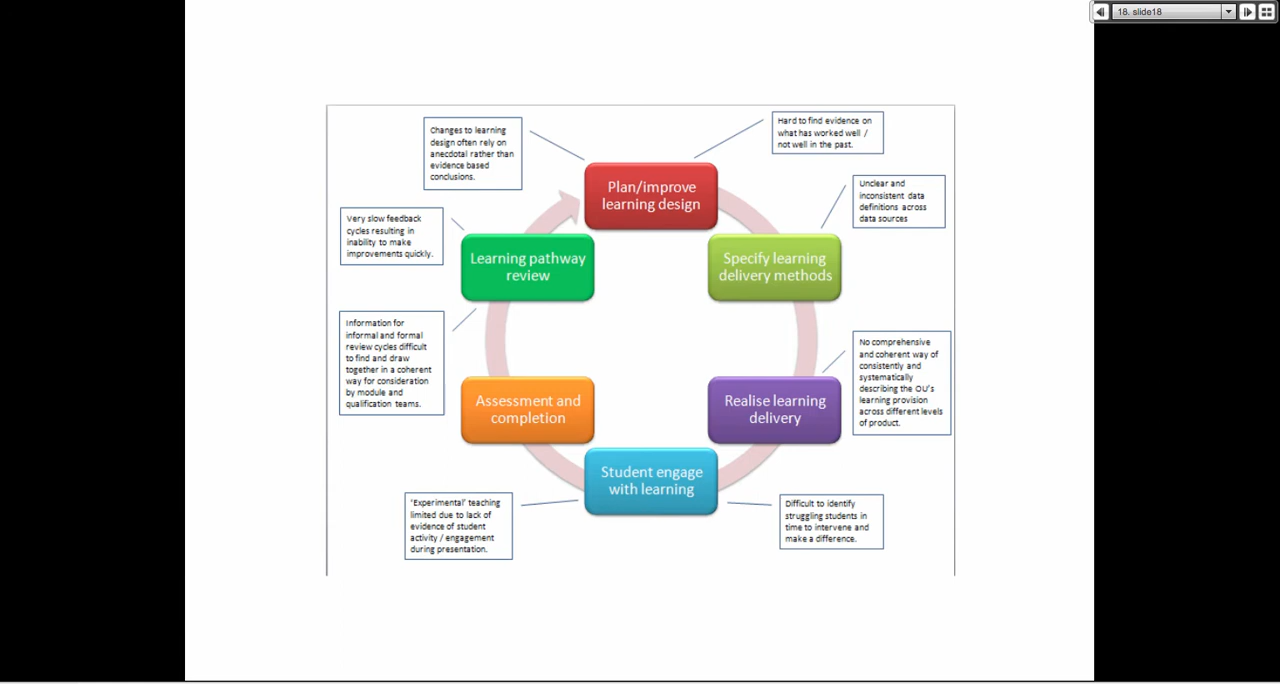 18. slide18
Changes to learning
design often rely on
anecdotal rather than
evidence based
conclusions.
Hard to find evidence on
what has worked well /
not well in the past.
Plan/improve
learning design
Unclear and
inconsistent data
definitions across
data sources
Very slow feedback
cycles resulting in
inability to make
improvements quickly.
Learning pathway
review
Specify learning
delivery methods
Information for
informal and formal
review cycles difficult
to find and draw
together in a coherent
way for consideration
by module and
qualification teams.
No comprehensive
and coherent way of
consistently and
systematically
describing the OU's
learning provision
across different levels
of product.
Assessment and
completion
Realise learning
delivery
Student engage
with learning
'Experimental' teaching
limited due to lack of
evidence of student
activity / engagement
during presentation.
Difficult to identify
struggling students in
time to intervene and
make a difference.